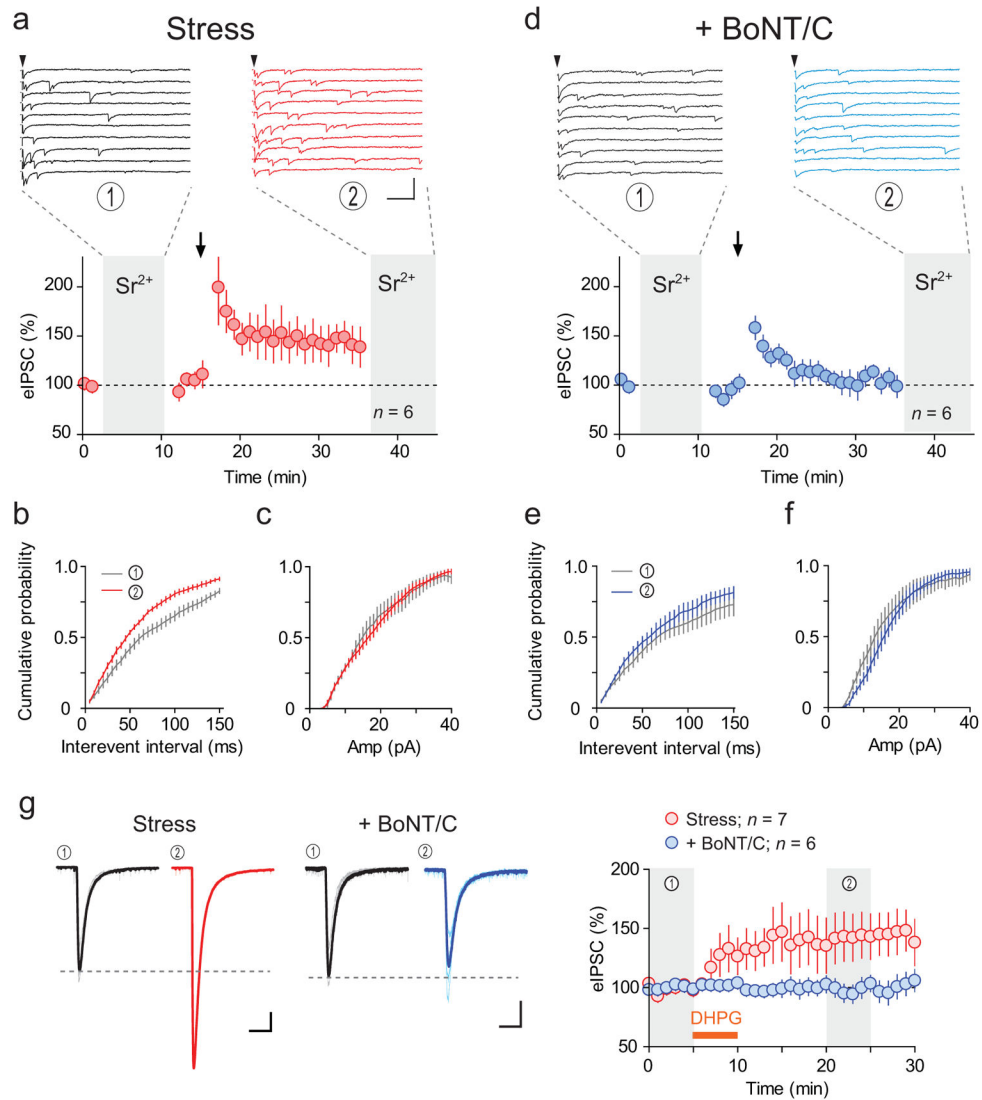 a
Stress
①
②
Sr2+
Sr2+
n = 6
eIPSC (%)
200
150
100
50
0
10
20
30
40
Time (min)
d
+ BoNT/C
①
②
Sr2+
Sr2+
n = 6
eIPSC (%)
200
150
100
50
0
10
20
30
40
Time (min)
b
Cumulative probability
1.0
0.5
0
①
②
0
50
100
150
Interevent interval (ms)
c
1.0
0.5
0
0
20
40
Amp (pA)
e
Cumulative probability
1.0
0.5
0
①
②
0
50
100
150
Interevent interval (ms)
f
1.0
0.5
0
0
20
40
Amp (pA)
g
Stress
①
②
+ BoNT/C
①
②
Stress; n = 7
+ BoNT/C; n = 6
①
②
eIPSC (%)
200
150
100
50
DHPG
0
10
20
30
Time (min)